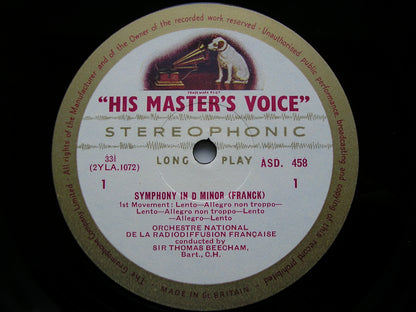 All rights of the Manufacturer and of the Owner of the recorded work reserved · Unauthorised public performance, broadcasting and copying of this record prohibited ·
TRADE MARK REGD
"HIS MASTER'S VOICE"
STEREOPHONIC
LONG PLAY
33⅓
(2YLA.1072)
ASD. 458
1
1
SYMPHONY IN D MINOR (FRANCK)
1st Movement: Lento—Allegro non troppo—
Lento—Allegro non troppo—Lento
—Allegro—Lento
ORCHESTRE NATIONAL
DE LA RADIODIFFUSION FRANÇAISE
conducted by
SIR THOMAS BEECHAM,
Bart., C.H.
The Gramophone Company Limited ·
MADE IN Gt. BRITAIN